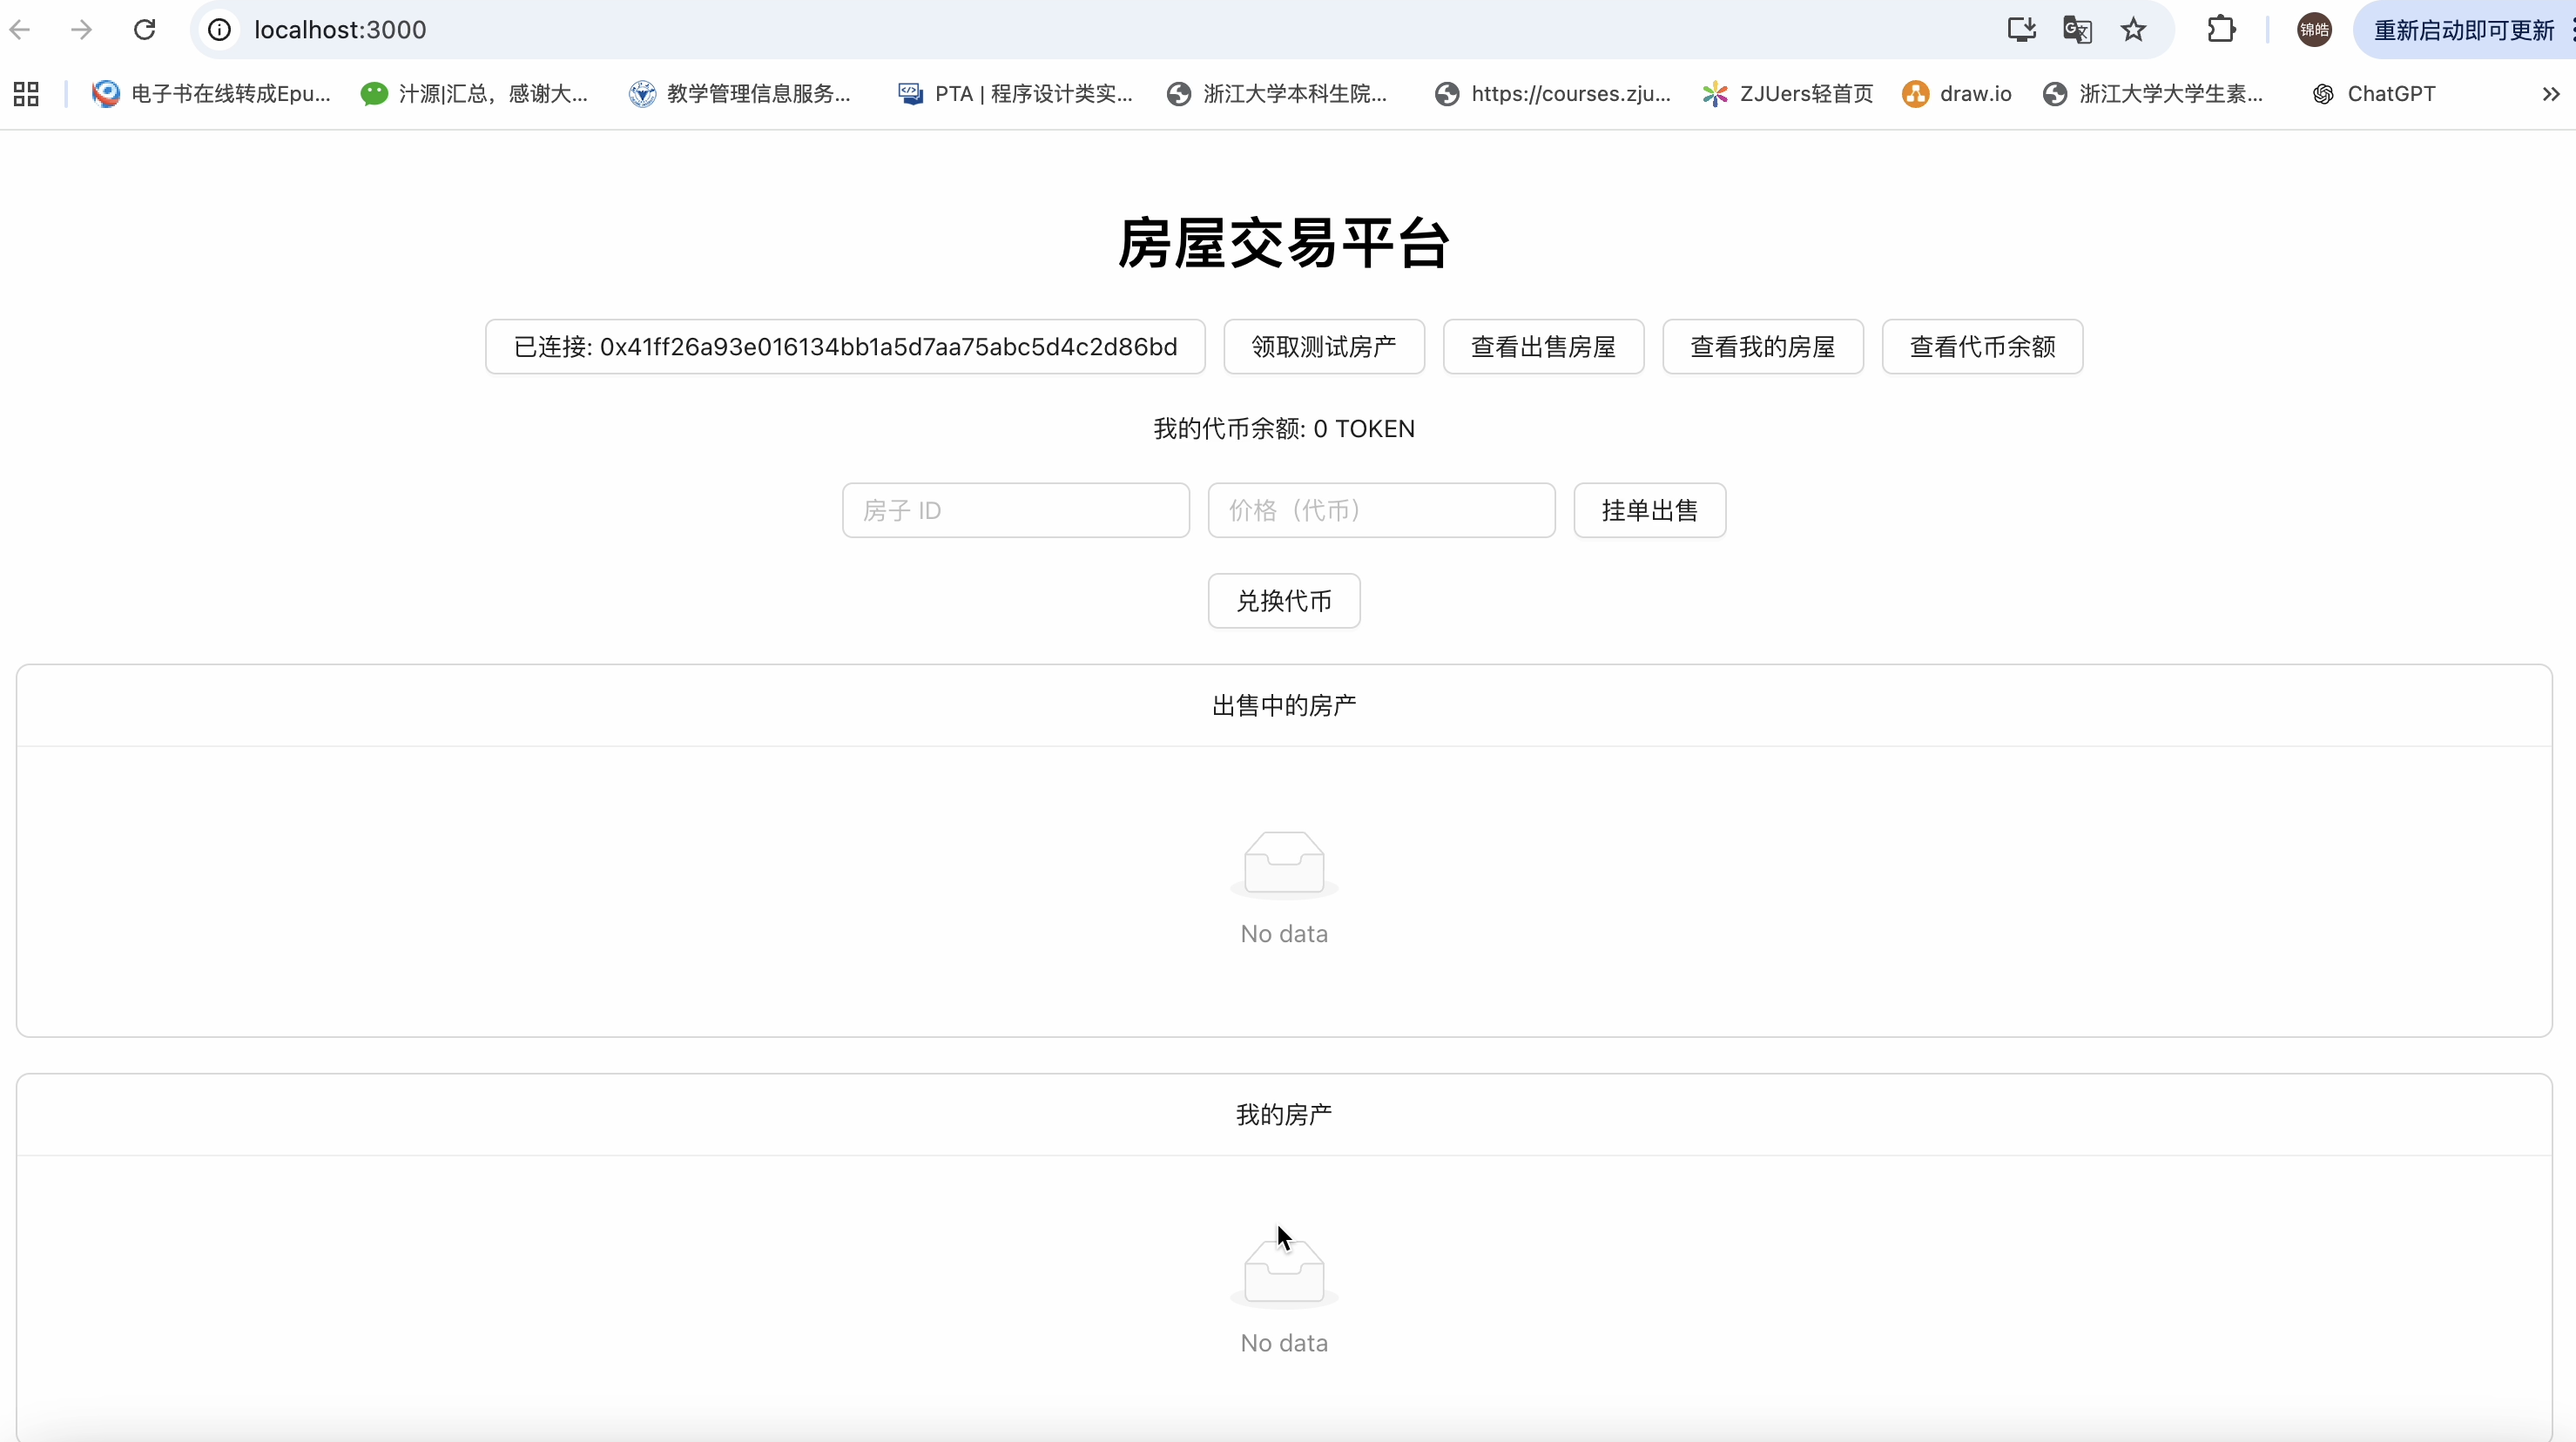 localhost:3000
锦皓
重新启动即可更新
电子书在线转成Epu...
汁源|汇总，感谢大...
教学管理信息服务...
PTA | 程序设计类实...
浙江大学本科生院...
https://courses.zju...
ZJUers轻首页
draw.io
浙江大学大学生素...
ChatGPT
房屋交易平台
已连接: 0x41ff26a93e016134bb1a5d7aa75abc5d4c2d86bd
领取测试房产
查看出售房屋
查看我的房屋
查看代币余额
我的代币余额: 0 TOKEN
房子 ID
价格（代币）
挂单出售
兑换代币
出售中的房产
No data
我的房产
No data